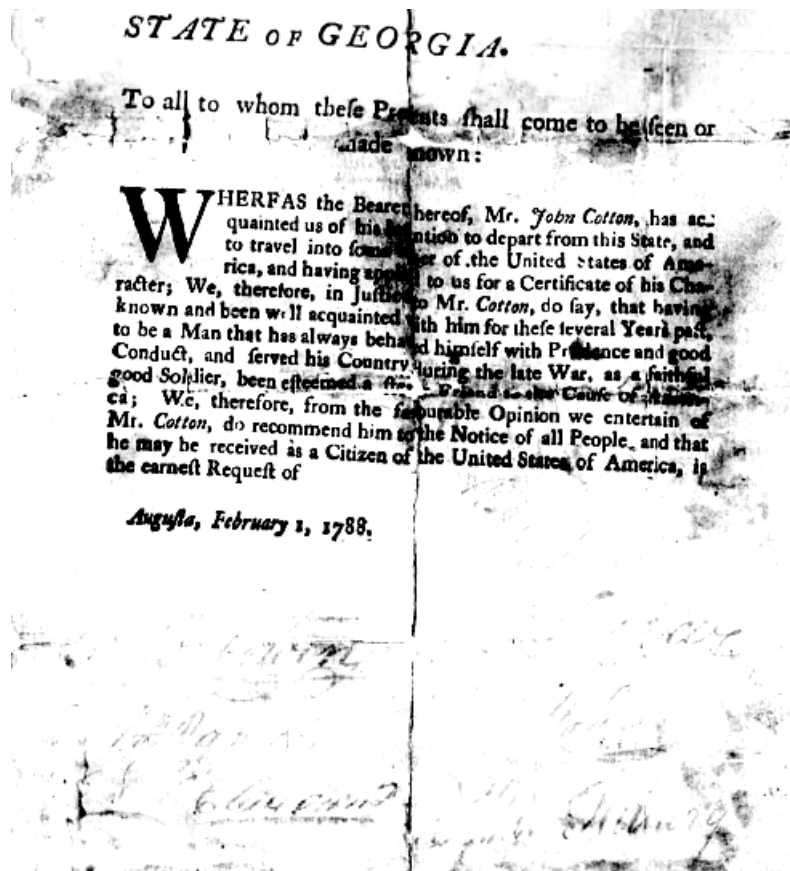 STATE OF GEORGIA.
To all to whom theſe Preſents ſhall come to be ſeen or
made known:
WHEREAS the Bearer hereof, Mr. John Cotton, has ac-
quainted us of his Intention to depart from this State, and
to travel into ſome other of the United States of Ame-
rica, and having applied to us for a Certificate of his Cha-
racter; We, therefore, in Juſtice to Mr. Cotton, do ſay, that having
known and been well acquainted with him for theſe ſeveral Years paſt,
to be a Man that has always behaved himſelf with Prudence and good
Conduct, and ſerved his Country during the late War, as a faithful
good Soldier, been eſteemed a Friend to the Cauſe of Ameri-
ca; We, therefore, from the favourable Opinion we entertain of
Mr. Cotton, do recommend him to the Notice of all People, and that
he may be received as a Citizen of the United States of America, is
the earneſt Requeſt of
Auguſta, February 1, 1788.